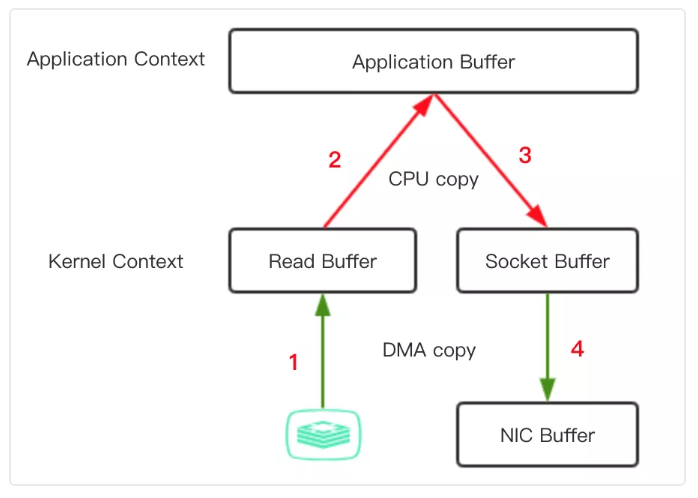 Application Context
Application Buffer
2
3
CPU copy
Kernel Context
Read Buffer
Socket Buffer
1
DMA copy
4
NIC Buffer